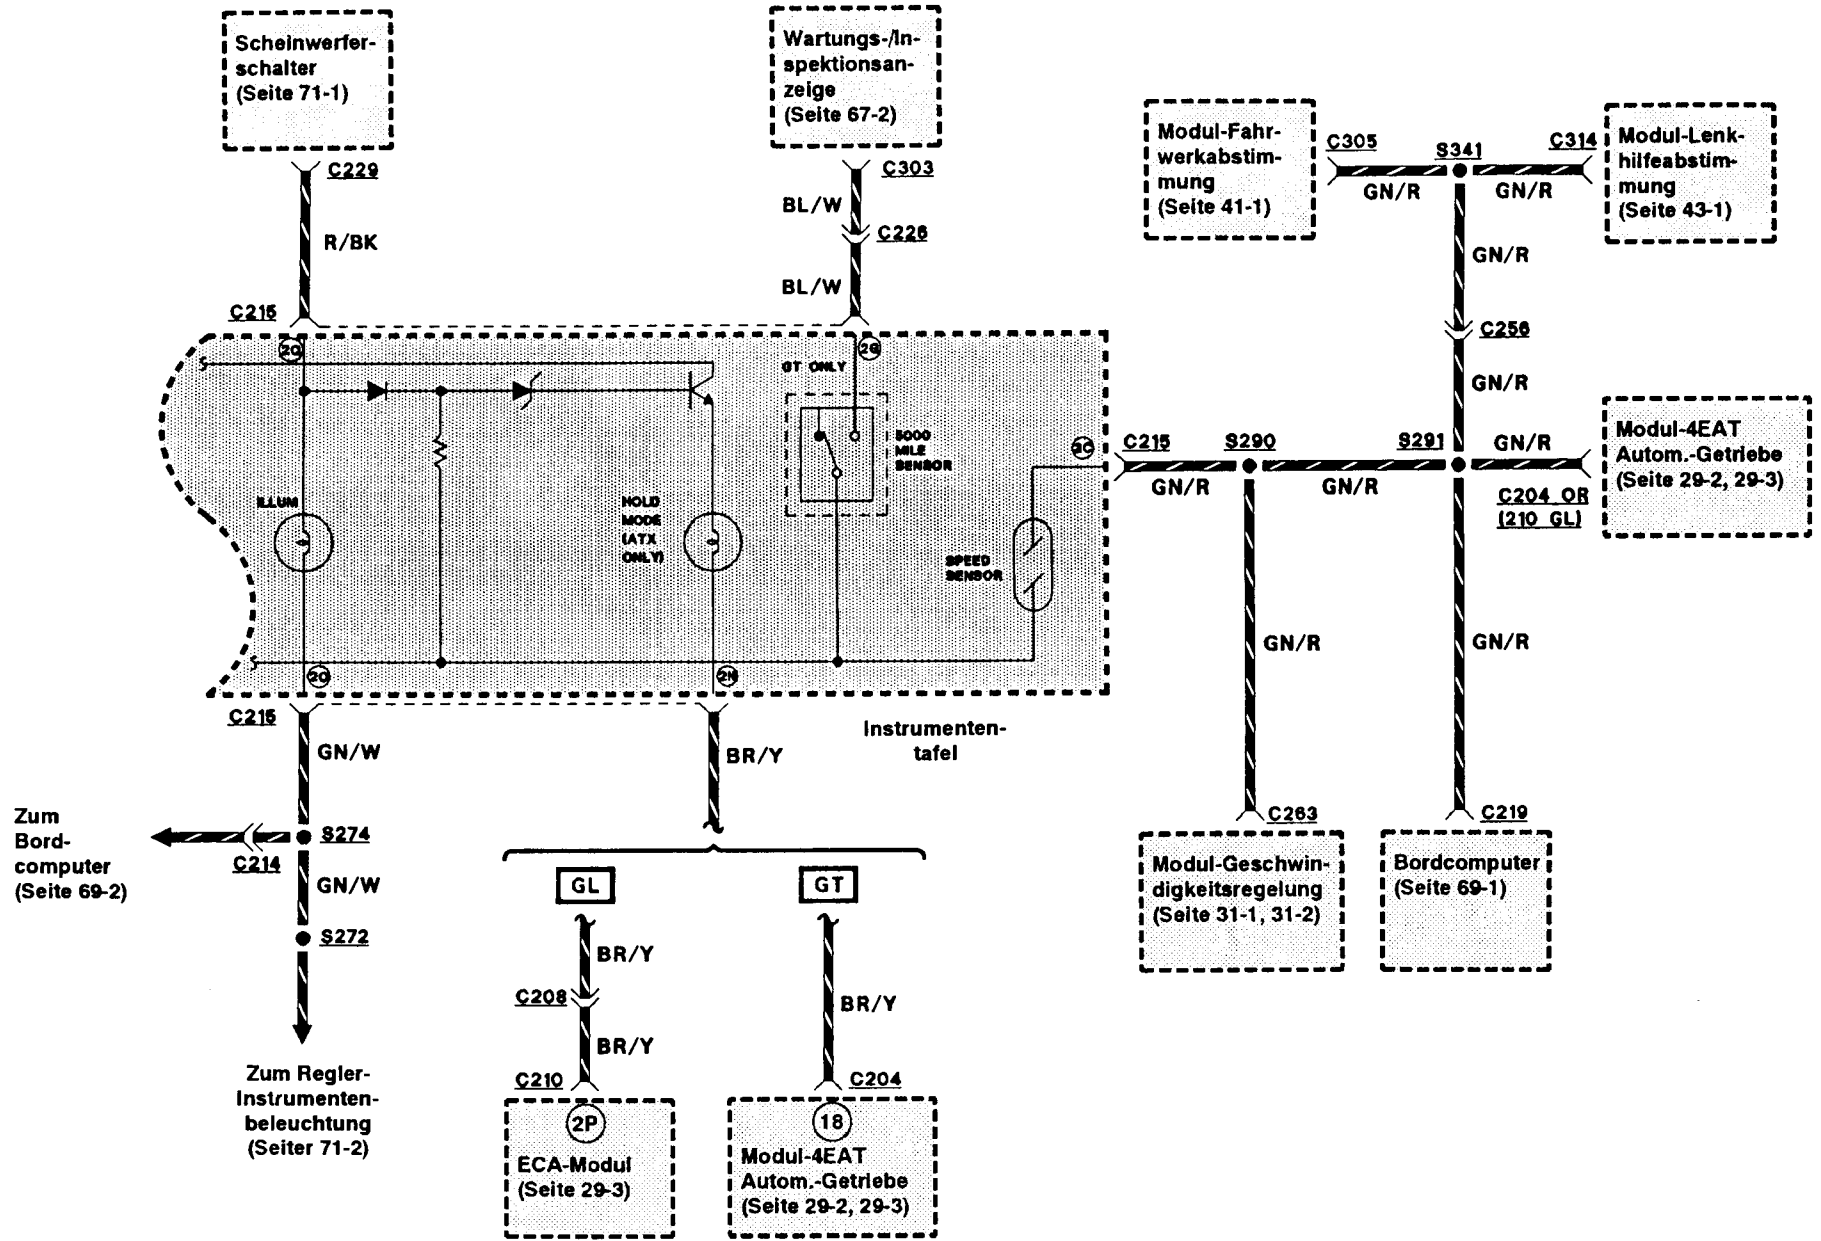 Scheinwerfer-
schalter
(Seite 71-1)
Wartungs-/In-
spektionsan-
zeige
(Seite 67-2)
Modul-Fahr-
werkabstim-
mung
(Seite 41-1)
C305
S341
C314
GN/R
GN/R
Modul-Lenk-
hilfeabstim-
mung
(Seite 43-1)
C229
C303
BL/W
C226
R/BK
GN/R
BL/W
C215
C256
GN/R
2G
GT ONLY
5000
MILE
SENSOR
2C
C215
S290
S291
GN/R
GN/R
GN/R
C204 OR
(210 GL)
Modul-4EAT
Autom.-Getriebe
(Seite 29-2, 29-3)
ILLUM
HOLD
MODE
(ATX
ONLY)
SPEED
SENSOR
GN/R
GN/R
2O
2N
C215
Instrumenten-
tafel
GN/W
BR/Y
Zum
Bord-
computer
(Seite 69-2)
S274
C214
GN/W
S272
C263
C219
Modul-Geschwin-
digkeitsregelung
(Seite 31-1, 31-2)
Bordcomputer
(Seite 69-1)
GL
GT
BR/Y
C208
BR/Y
BR/Y
C210
C204
Zum Regler-
Instrumenten-
beleuchtung
(Seiter 71-2)
2P
ECA-Modul
(Seite 29-3)
18
Modul-4EAT
Autom.-Getriebe
(Seite 29-2, 29-3)